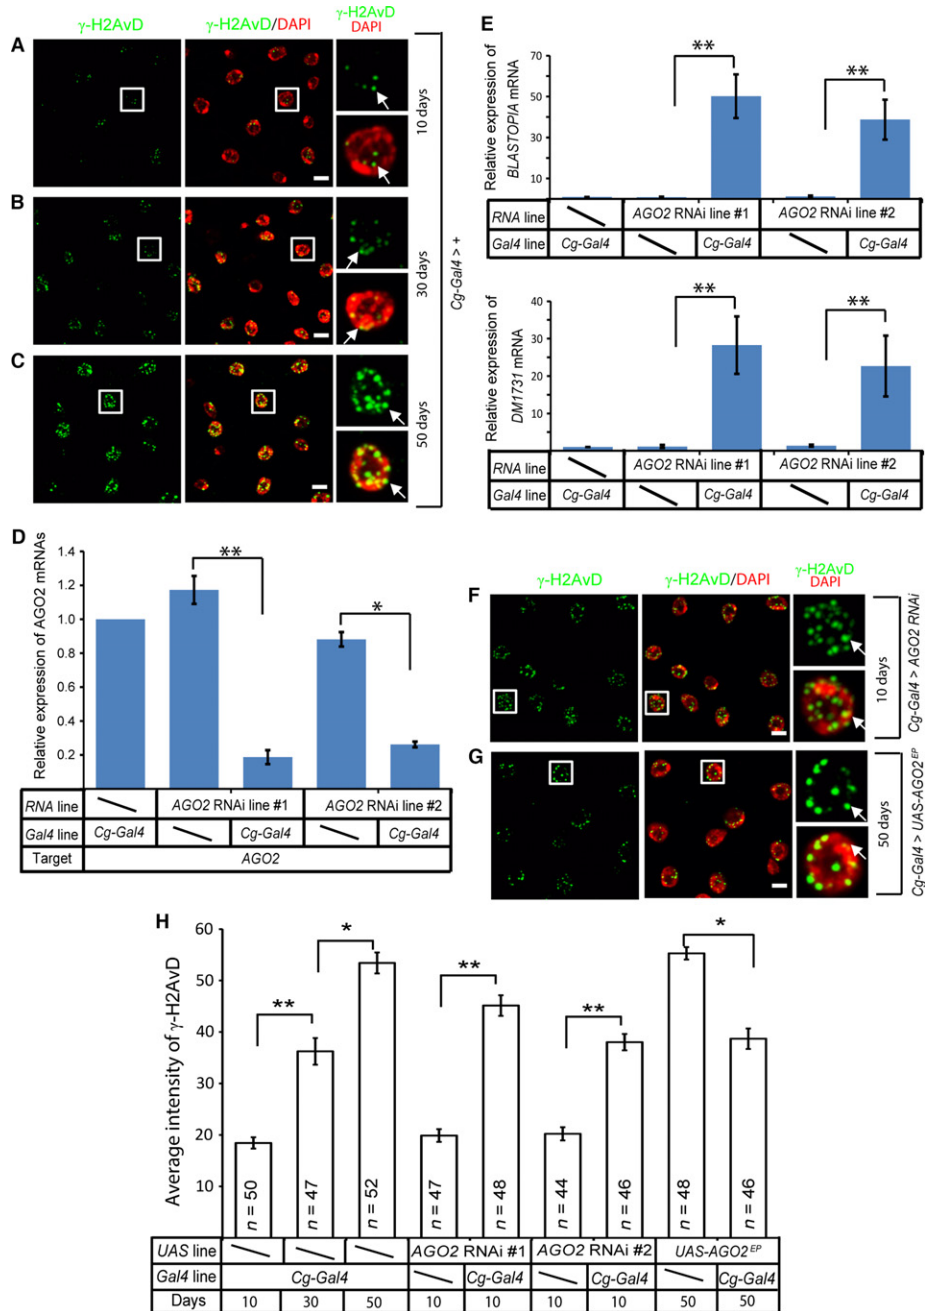 γ-H2AvD
γ-H2AvD/DAPI
γ-H2AvD
DAPI
A
10 days
B
30 days
C
50 days
Cg-Gal4 > +
D
Relative expression of AGO2 mRNAs
1.4
1.2
1.0
0.8
0.6
0.4
0.2
**
*
RNA line
AGO2 RNAi line #1
AGO2 RNAi line #2
Gal4 line
Cg-Gal4
Cg-Gal4
Cg-Gal4
Target
AGO2
E
Relative expression of
BLASTOPIA mRNA
70
50
30
10
**
**
RNA line
AGO2 RNAi line #1
AGO2 RNAi line #2
Gal4 line
Cg-Gal4
Cg-Gal4
Cg-Gal4
Relative expression of
DM1731 mRNA
40
30
20
10
**
**
RNA line
AGO2 RNAi line #1
AGO2 RNAi line #2
Gal4 line
Cg-Gal4
Cg-Gal4
Cg-Gal4
γ-H2AvD
γ-H2AvD/DAPI
γ-H2AvD
DAPI
F
10 days
Cg-Gal4 > AGO2 RNAi
G
50 days
Cg-Gal4 > UAS-AGO2EP
H
Average intensity of γ-H2AvD
60
50
40
30
20
10
**
*
**
**
*
n = 50
n = 47
n = 52
n = 47
n = 48
n = 44
n = 46
n = 48
n = 46
UAS line
AGO2 RNAi #1
AGO2 RNAi #2
UAS-AGO2EP
Gal4 line
Cg-Gal4
Cg-Gal4
Cg-Gal4
Cg-Gal4
Days
10
30
50
10
10
10
10
50
50